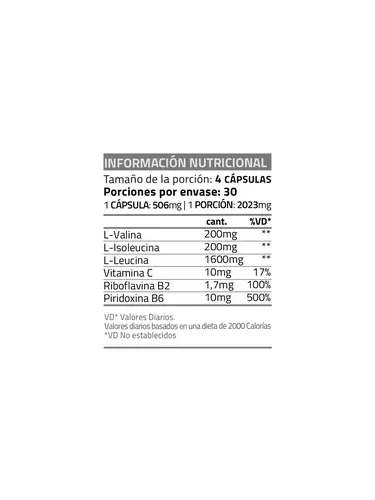 INFORMACIÓN NUTRICIONAL
Tamaño de la porción: 4 CÁPSULAS
Porciones por envase: 30
1 CÁPSULA: 506mg | 1 PORCIÓN: 2023mg
cant. %VD*
L-Valina 200mg **
L-Isoleucina 200mg **
L-Leucina 1600mg **
Vitamina C 10mg 17%
Riboflavina B2 1,7mg 100%
Piridoxina B6 10mg 500%
VD* Valores Diarios.
Valores diarios basados en una dieta de 2000 Calorías
*VD No establecidos